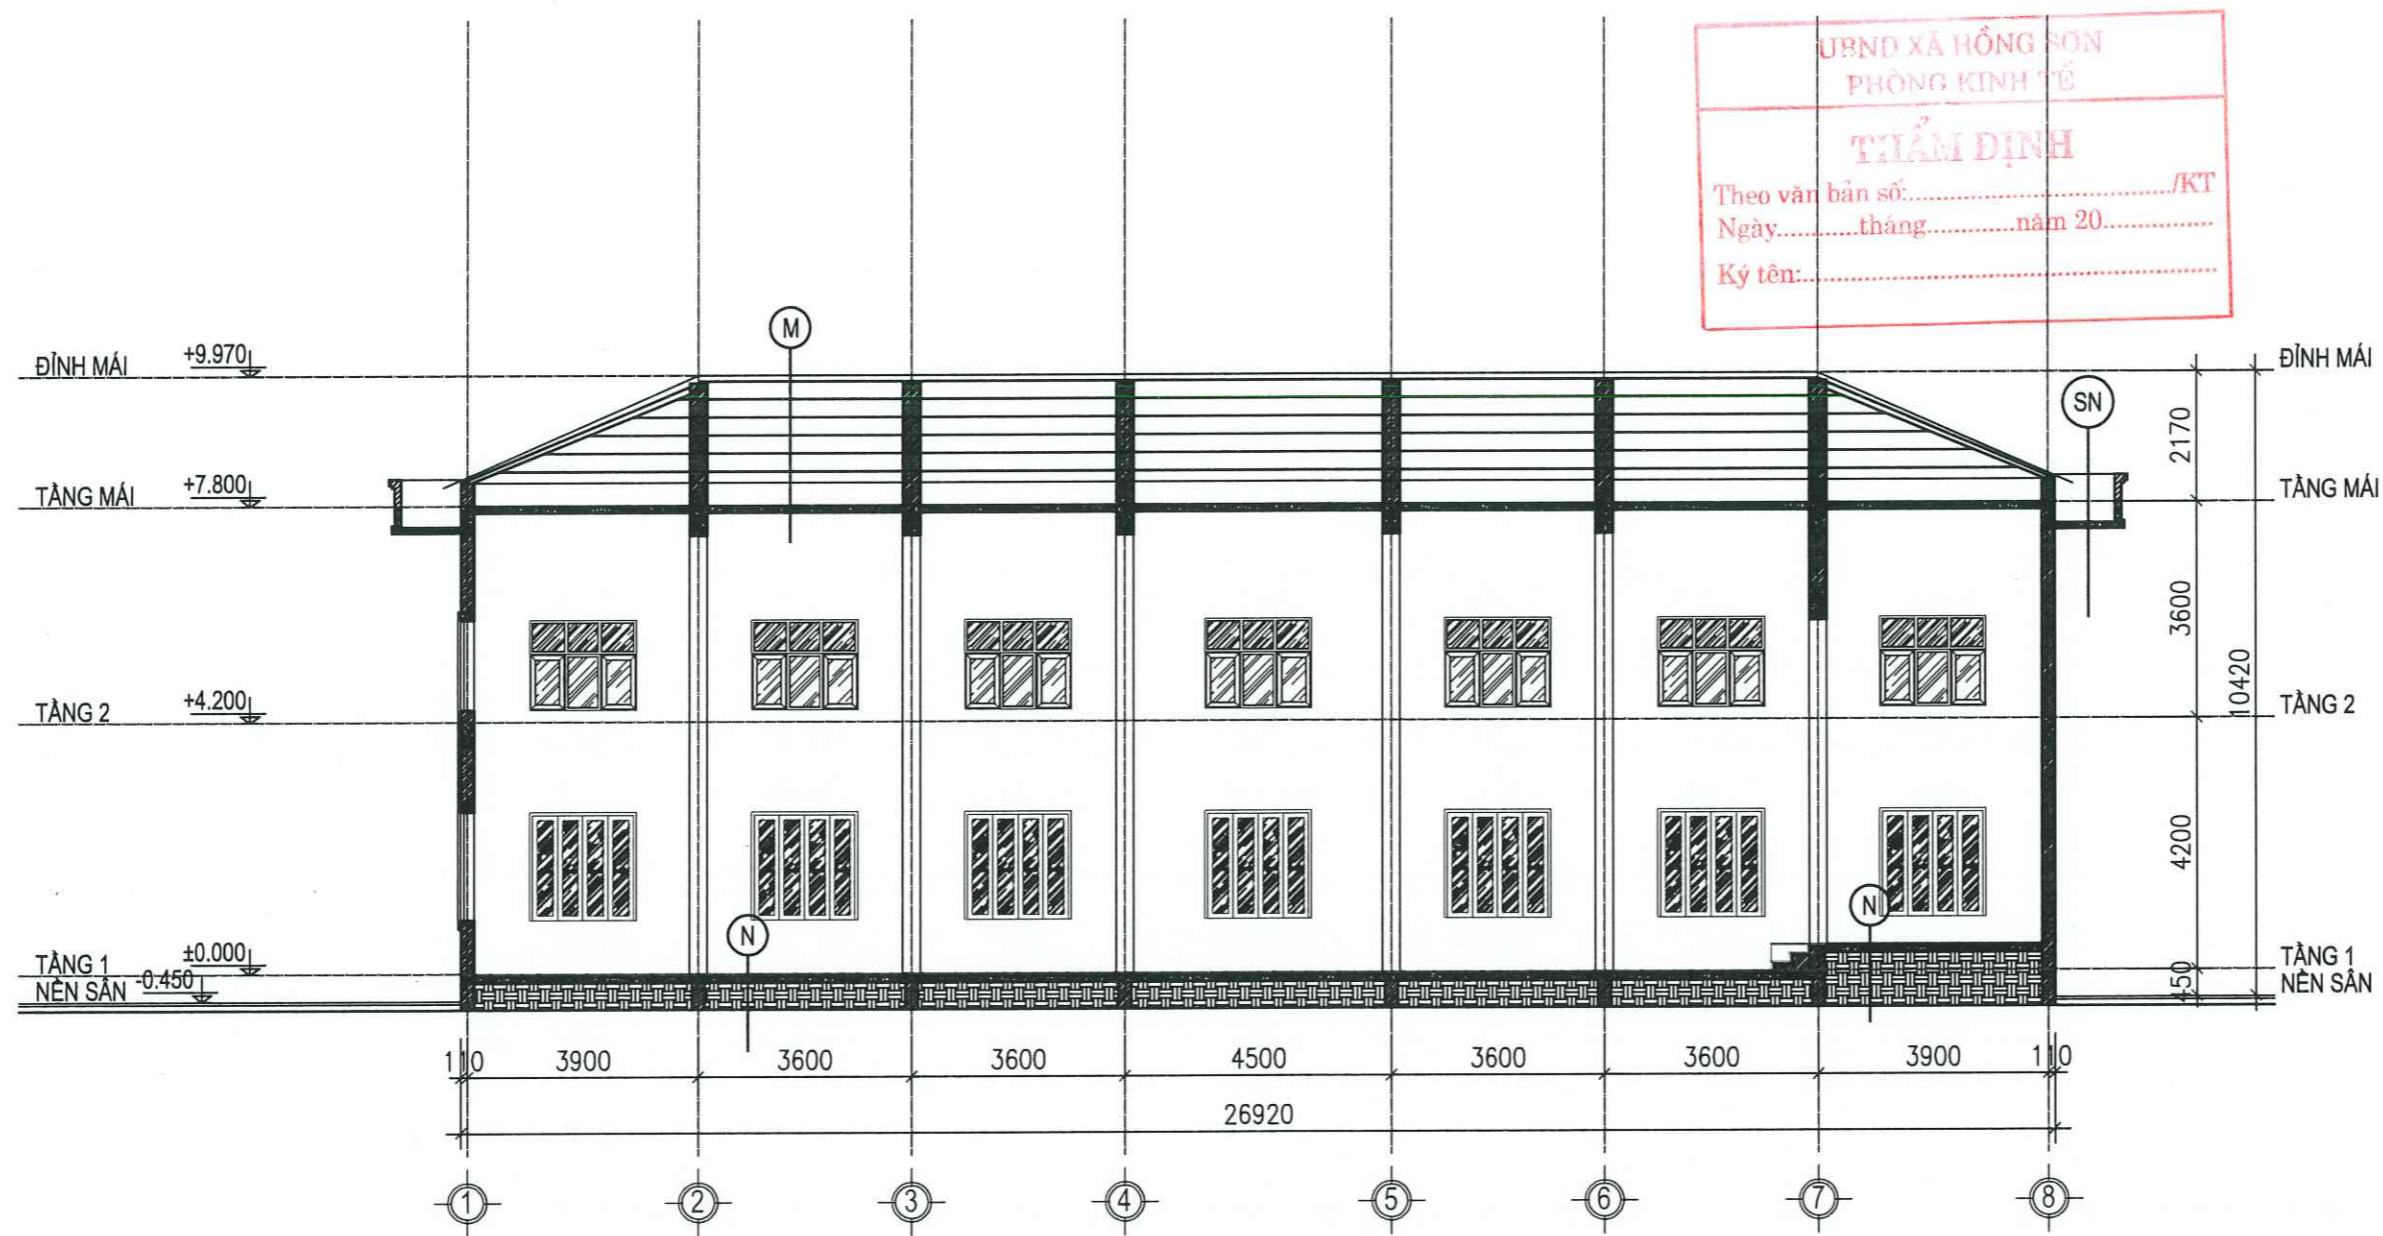 UBND XÃ HỒNG SƠN
PHÒNG KINH TẾ
THẨM ĐỊNH
Theo văn bản số:................................/KT
Ngày...........tháng............năm 20...............
Ký tên:................................................
M
ĐỈNH MÁI +9.970
ĐỈNH MÁI
SN
2170
TẦNG MÁI +7.800
TẦNG MÁI
3600
10420
TẦNG 2 +4.200
TẦNG 2
4200
N
N
TẦNG 1 ±0.000
NỀN SÂN -0.450
TẦNG 1
NỀN SÂN
450
110 3900 3600 3600 4500 3600 3600 3900 110
26920
1 2 3 4 5 6 7 8